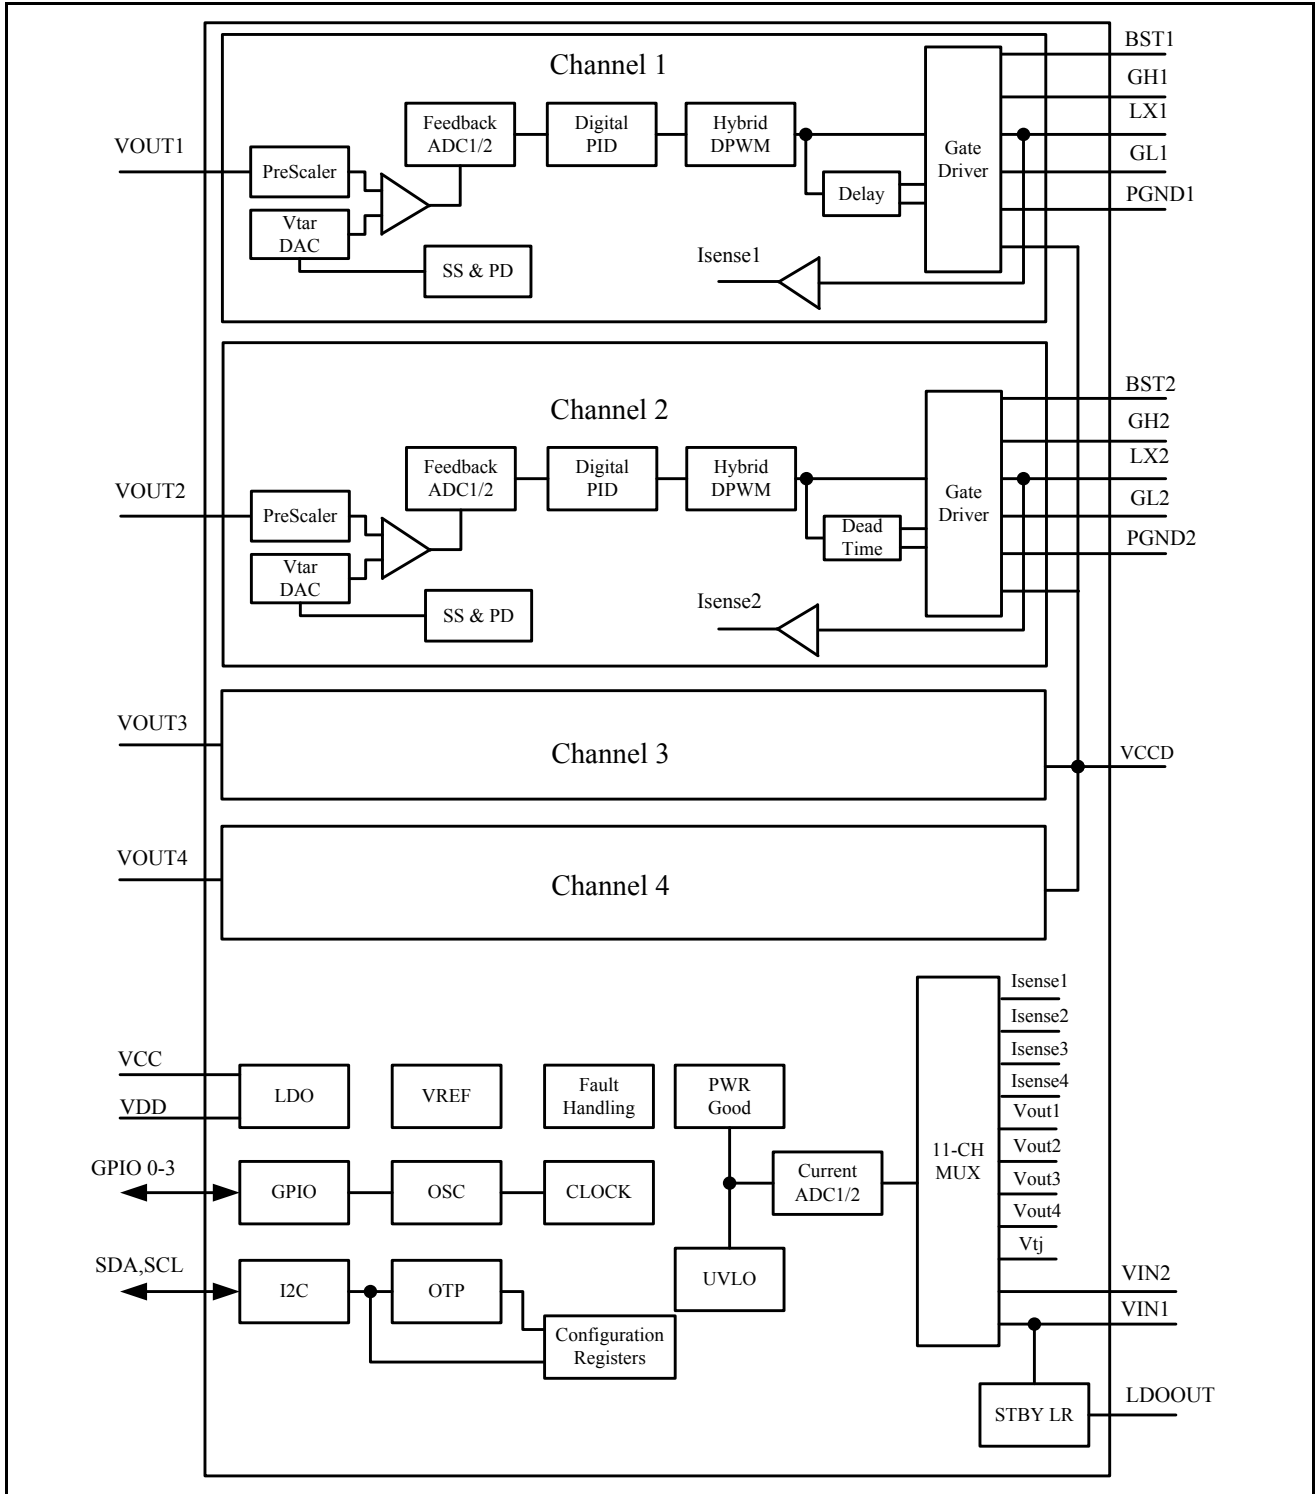 Channel 1
BST1
GH1
LX1
GL1
PGND1
VOUT1
PreScaler
Vtar
DAC
Feedback
ADC1/2
Digital
PID
Hybrid
DPWM
Delay
Gate
Driver
SS & PD
Isense1
Channel 2
BST2
GH2
LX2
GL2
PGND2
VOUT2
PreScaler
Vtar
DAC
Feedback
ADC1/2
Digital
PID
Hybrid
DPWM
Dead
Time
Gate
Driver
SS & PD
Isense2
VOUT3
Channel 3
VCCD
VOUT4
Channel 4
VCC
VDD
LDO
VREF
Fault
Handling
PWR
Good
GPIO 0-3
GPIO
OSC
CLOCK
Current
ADC1/2
11-CH
MUX
Isense1
Isense2
Isense3
Isense4
Vout1
Vout2
Vout3
Vout4
Vtj
SDA,SCL
I2C
OTP
Configuration
Registers
UVLO
VIN2
VIN1
STBY LR
LDOOUT